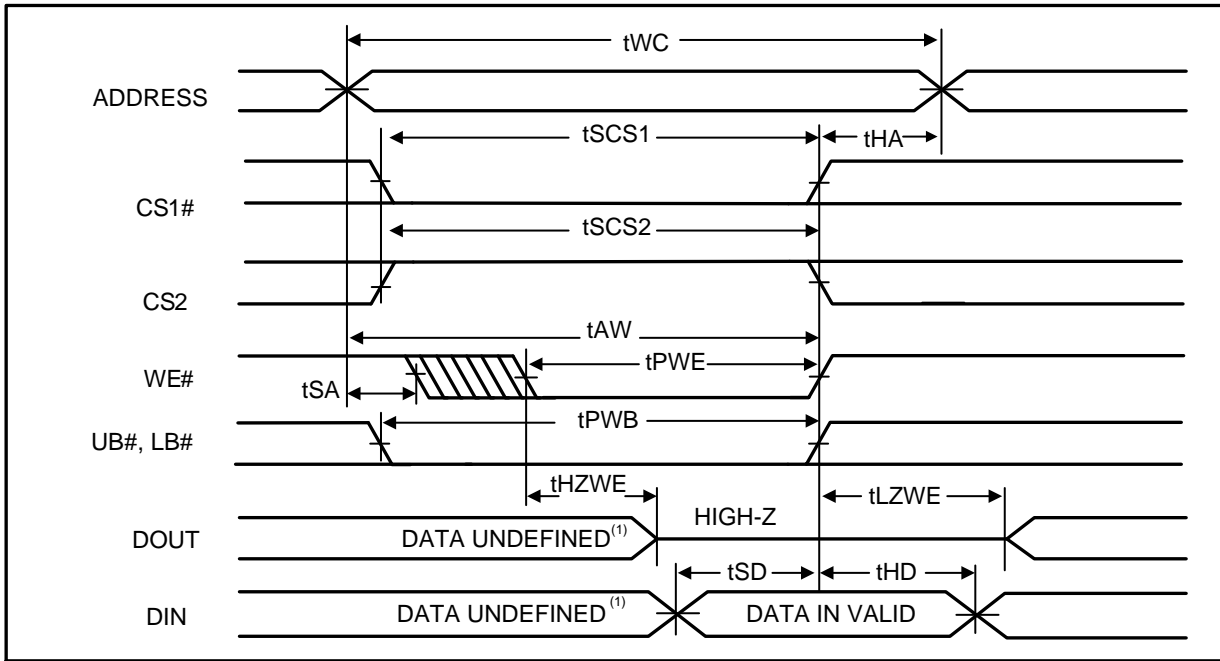 tWC
ADDRESS
tSCS1
tHA
CS1#
tSCS2
CS2
tAW
WE#
tPWE
tSA
tPWB
UB#, LB#
tHZWE
tLZWE
HIGH-Z
DOUT
DATA UNDEFINED(1)
tSD
tHD
DIN
DATA UNDEFINED (1)
DATA IN VALID